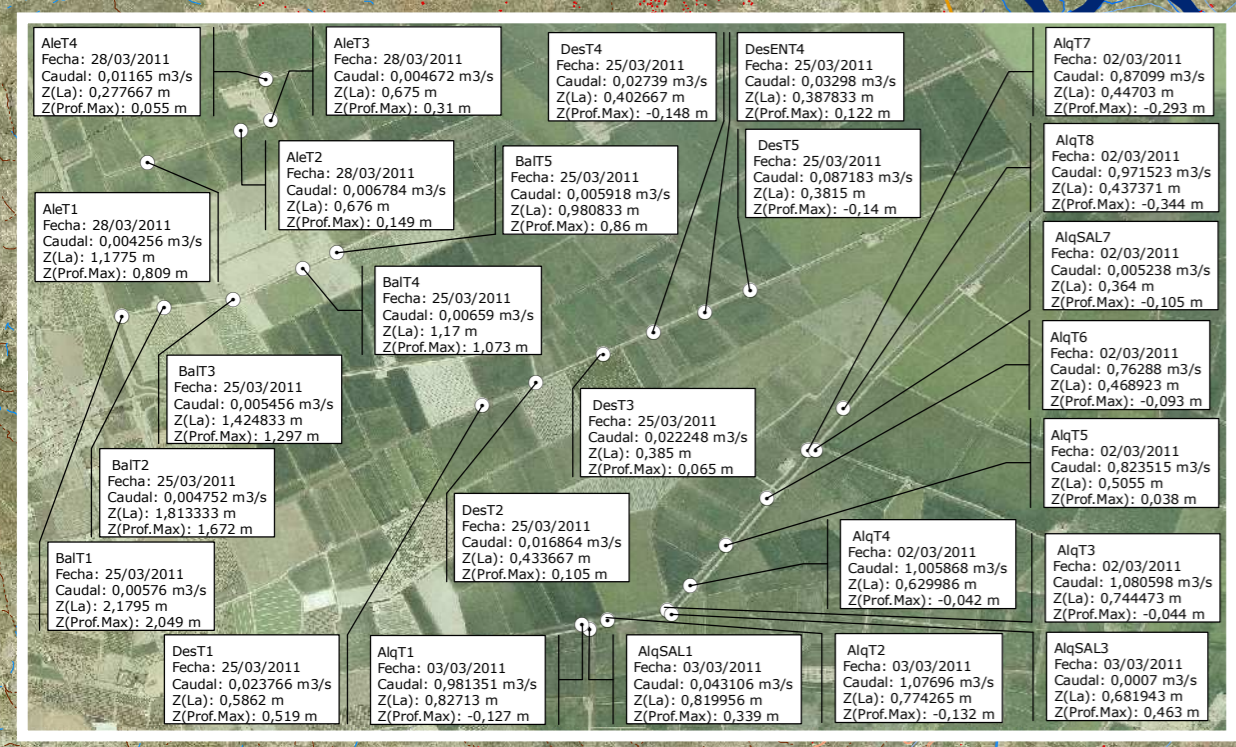 AleT4
Fecha: 28/03/2011
Caudal: 0,01165 m3/s
Z(La): 0,277667 m
Z(Prof.Max): 0,055 m
AleT3
Fecha: 28/03/2011
Caudal: 0,004672 m3/s
Z(La): 0,675 m
Z(Prof.Max): 0,31 m
DesT4
Fecha: 25/03/2011
Caudal: 0,02739 m3/s
Z(La): 0,402667 m
Z(Prof.Max): -0,148 m
DesENT4
Fecha: 25/03/2011
Caudal: 0,03298 m3/s
Z(La): 0,387833 m
Z(Prof.Max): 0,122 m
AlqT7
Fecha: 02/03/2011
Caudal: 0,87099 m3/s
Z(La): 0,44703 m
Z(Prof.Max): -0,293 m
AleT2
Fecha: 28/03/2011
Caudal: 0,006784 m3/s
Z(La): 0,676 m
Z(Prof.Max): 0,149 m
BalT5
Fecha: 25/03/2011
Caudal: 0,005918 m3/s
Z(La): 0,980833 m
Z(Prof.Max): 0,86 m
DesT5
Fecha: 25/03/2011
Caudal: 0,087183 m3/s
Z(La): 0,3815 m
Z(Prof.Max): -0,14 m
AlqT8
Fecha: 02/03/2011
Caudal: 0,971523 m3/s
Z(La): 0,437371 m
Z(Prof.Max): -0,344 m
AleT1
Fecha: 28/03/2011
Caudal: 0,004256 m3/s
Z(La): 1,1775 m
Z(Prof.Max): 0,809 m
AlqSAL7
Fecha: 02/03/2011
Caudal: 0,005238 m3/s
Z(La): 0,364 m
Z(Prof.Max): -0,105 m
BalT4
Fecha: 25/03/2011
Caudal: 0,00659 m3/s
Z(La): 1,17 m
Z(Prof.Max): 1,073 m
AlqT6
Fecha: 02/03/2011
Caudal: 0,76288 m3/s
Z(La): 0,468923 m
Z(Prof.Max): -0,093 m
BalT3
Fecha: 25/03/2011
Caudal: 0,005456 m3/s
Z(La): 1,424833 m
Z(Prof.Max): 1,297 m
DesT3
Fecha: 25/03/2011
Caudal: 0,022248 m3/s
Z(La): 0,385 m
Z(Prof.Max): 0,065 m
AlqT5
Fecha: 02/03/2011
Caudal: 0,823515 m3/s
Z(La): 0,5055 m
Z(Prof.Max): 0,038 m
BalT2
Fecha: 25/03/2011
Caudal: 0,004752 m3/s
Z(La): 1,813333 m
Z(Prof.Max): 1,672 m
DesT2
Fecha: 25/03/2011
Caudal: 0,016864 m3/s
Z(La): 0,433667 m
Z(Prof.Max): 0,105 m
AlqT4
Fecha: 02/03/2011
Caudal: 1,005868 m3/s
Z(La): 0,629986 m
Z(Prof.Max): -0,042 m
AlqT3
Fecha: 02/03/2011
Caudal: 1,080598 m3/s
Z(La): 0,744473 m
Z(Prof.Max): -0,044 m
BalT1
Fecha: 25/03/2011
Caudal: 0,00576 m3/s
Z(La): 2,1795 m
Z(Prof.Max): 2,049 m
DesT1
Fecha: 25/03/2011
Caudal: 0,023766 m3/s
Z(La): 0,5862 m
Z(Prof.Max): 0,519 m
AlqT1
Fecha: 03/03/2011
Caudal: 0,981351 m3/s
Z(La): 0,82713 m
Z(Prof.Max): -0,127 m
AlqSAL1
Fecha: 03/03/2011
Caudal: 0,043106 m3/s
Z(La): 0,819956 m
Z(Prof.Max): 0,339 m
AlqT2
Fecha: 03/03/2011
Caudal: 1,07696 m3/s
Z(La): 0,774265 m
Z(Prof.Max): -0,132 m
AlqSAL3
Fecha: 03/03/2011
Caudal: 0,0007 m3/s
Z(La): 0,681943 m
Z(Prof.Max): 0,463 m